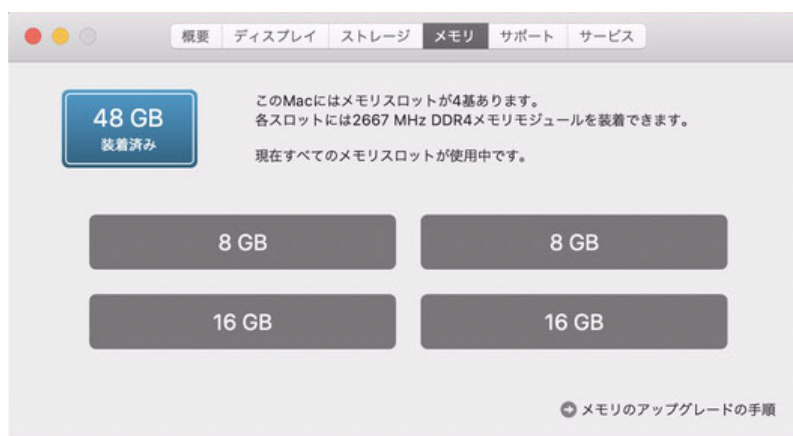 概要 ディスプレイ ストレージ メモリ サポート サービス
48 GB
装着済み
このMacにはメモリスロットが4基あります。
各スロットには2667 MHz DDR4メモリモジュールを装着できます。
現在すべてのメモリスロットが使用中です。
8 GB 8 GB
16 GB 16 GB
メモリのアップグレードの手順